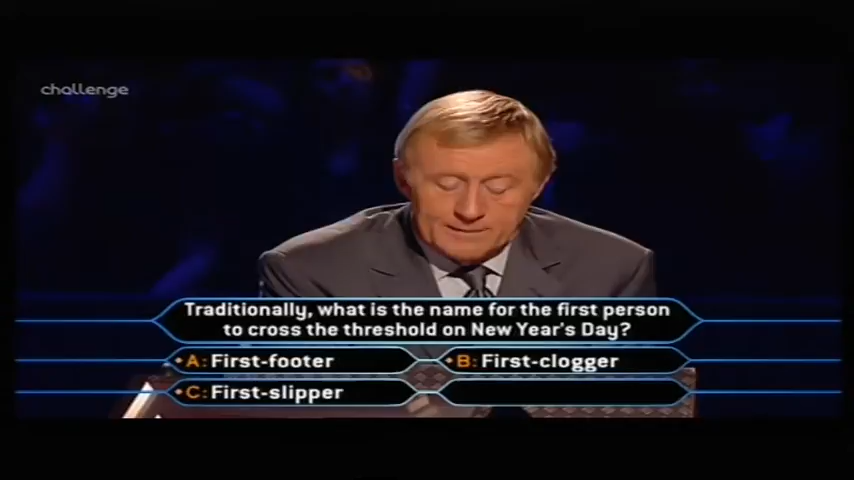 challenge
Traditionally, what is the name for the first person
to cross the threshold on New Year's Day?
A: First-footer
B: First-clogger
C: First-slipper